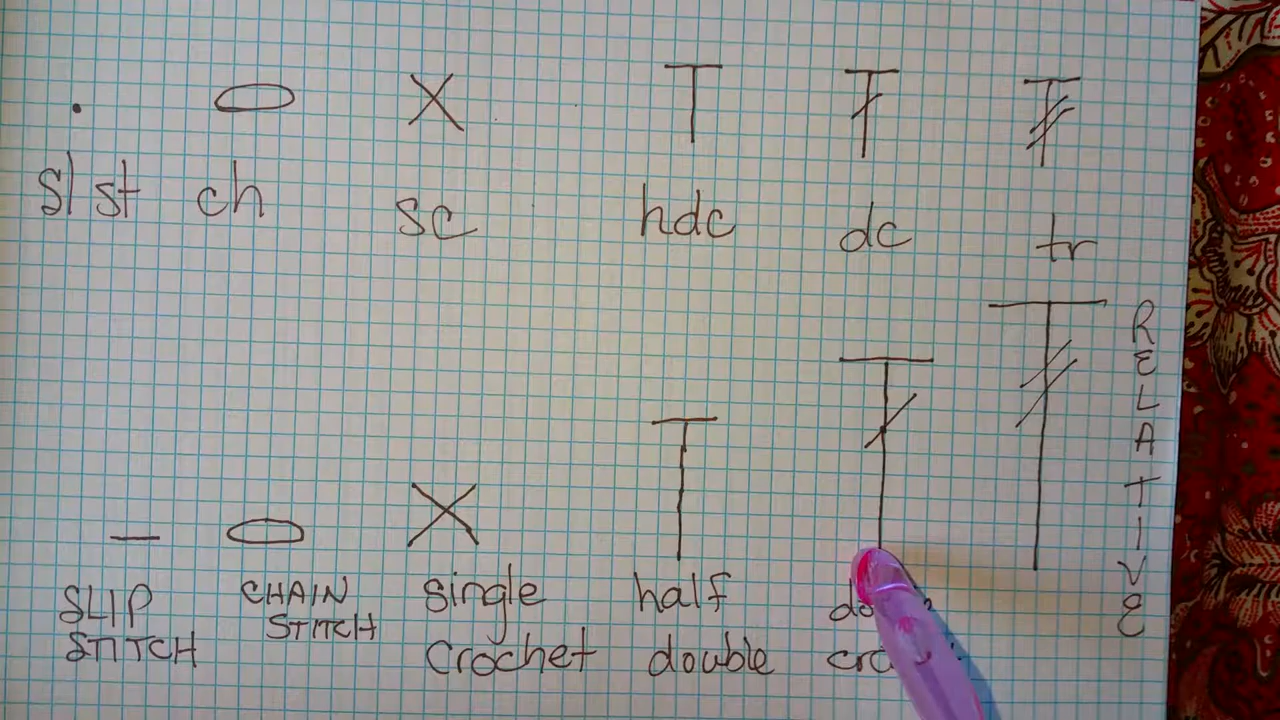 sl st ch sc hdc dc tr
RELATIVE
SLIP CHAIN single half
STITCH STITCH crochet double